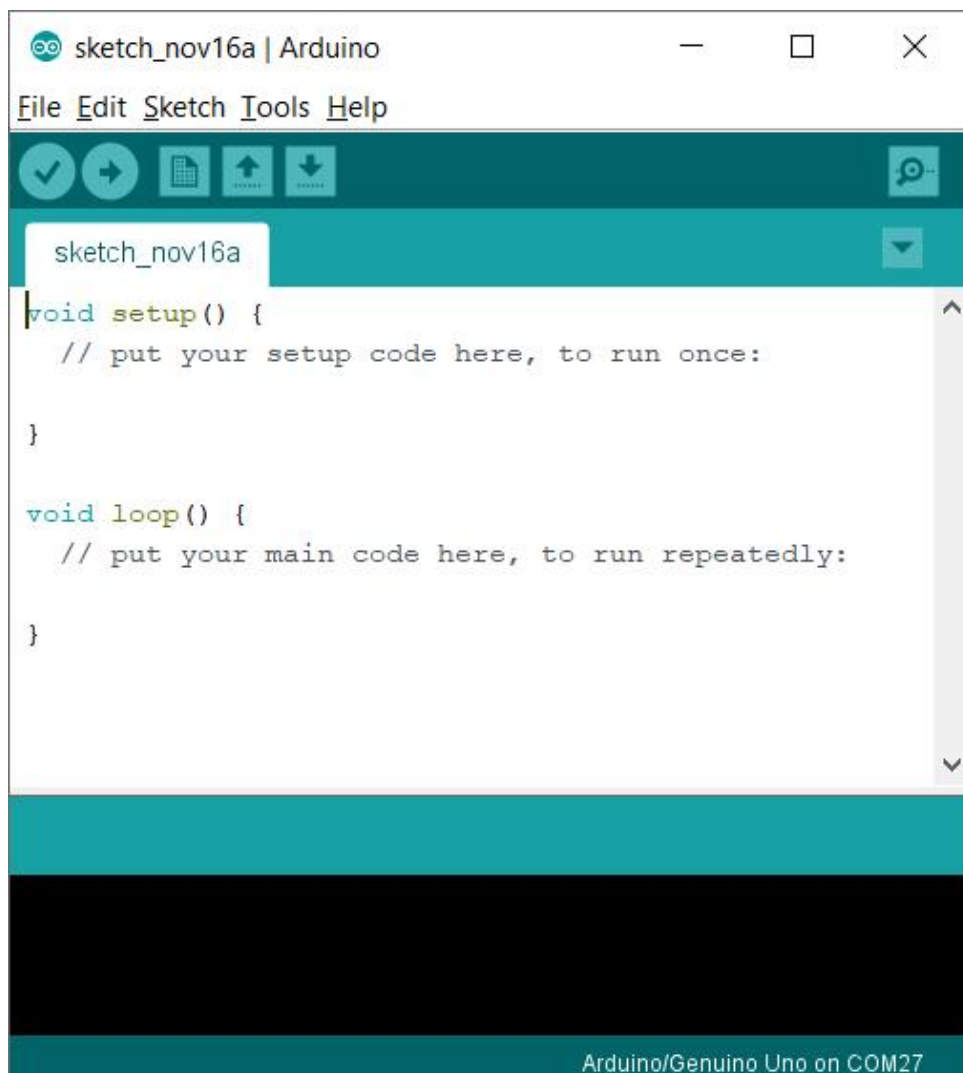 sketch_nov16a | Arduino
File Edit Sketch Tools Help
sketch_nov16a
void setup() {
  // put your setup code here, to run once:
}
void loop() {
  // put your main code here, to run repeatedly:
}
Arduino/Genuino Uno on COM27